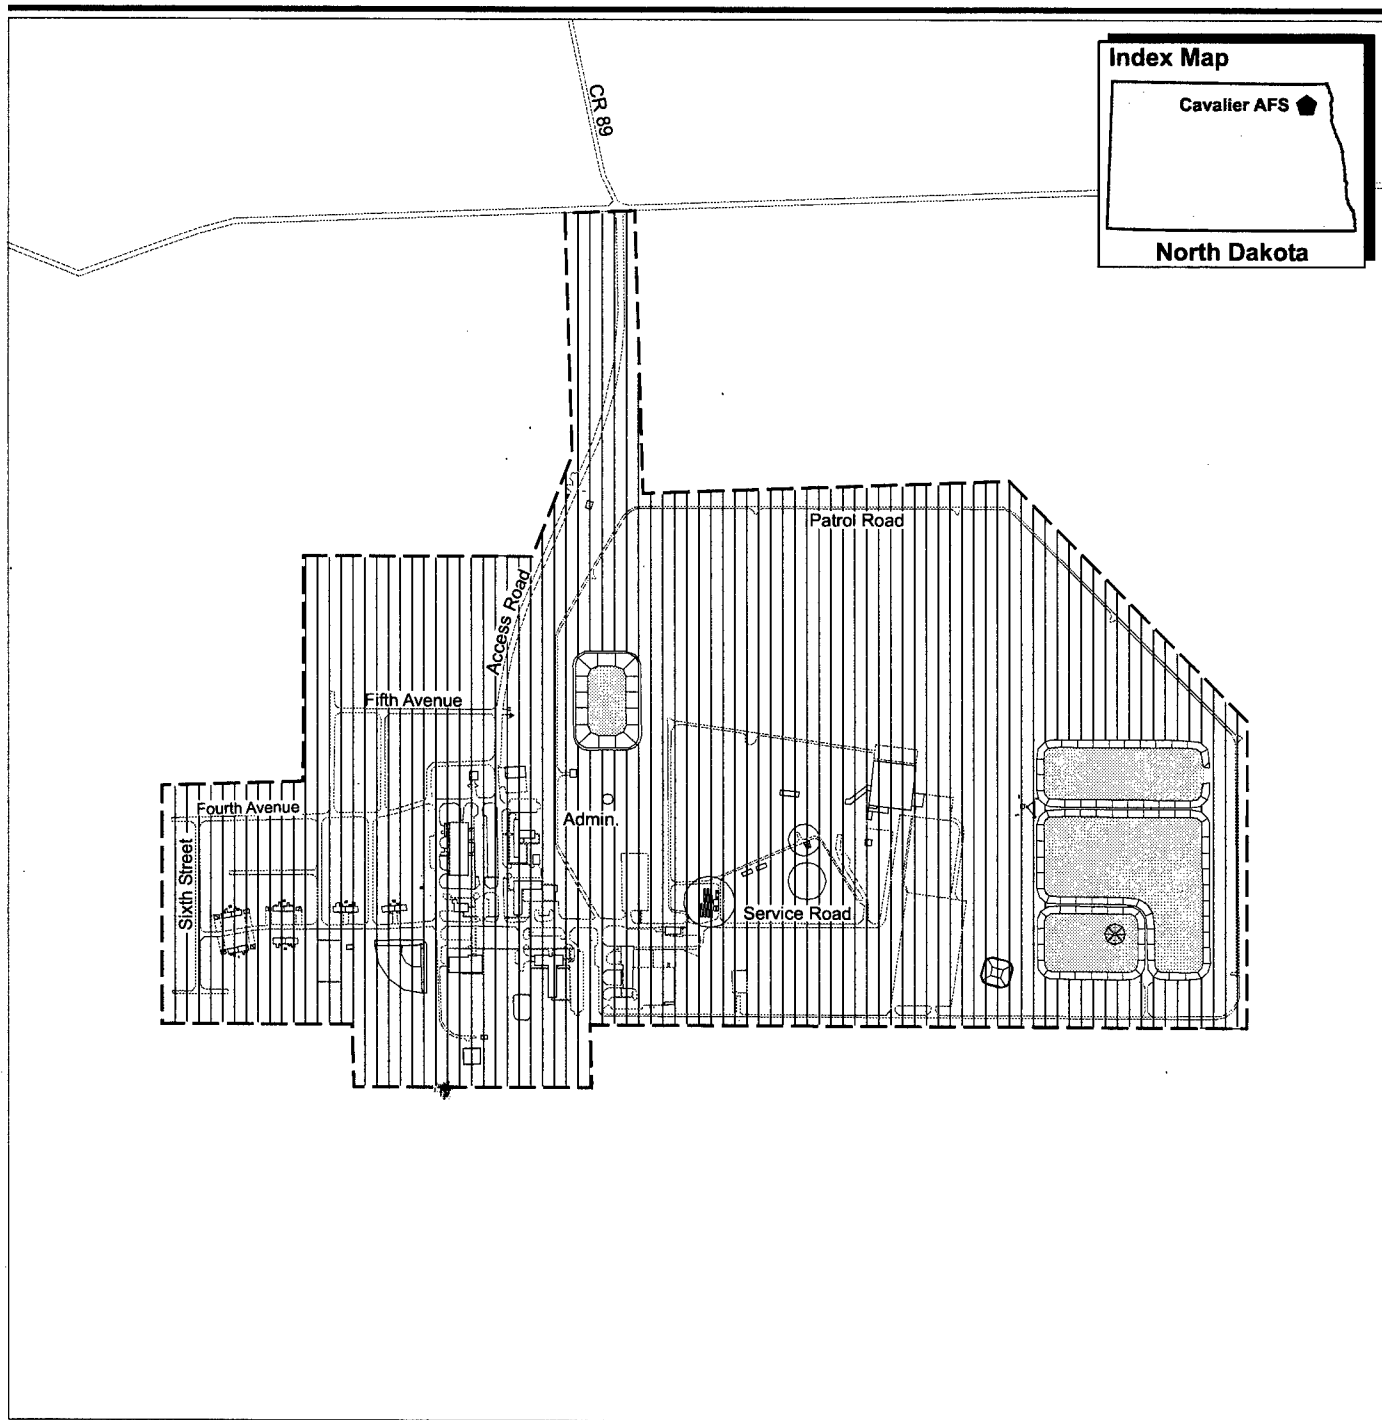 Index Map
Cavalier AFS
North Dakota
CR 89
Patrol Road
Access Road
Fifth Avenue
Fourth Avenue
Admin.
Sixth Street
Service Road